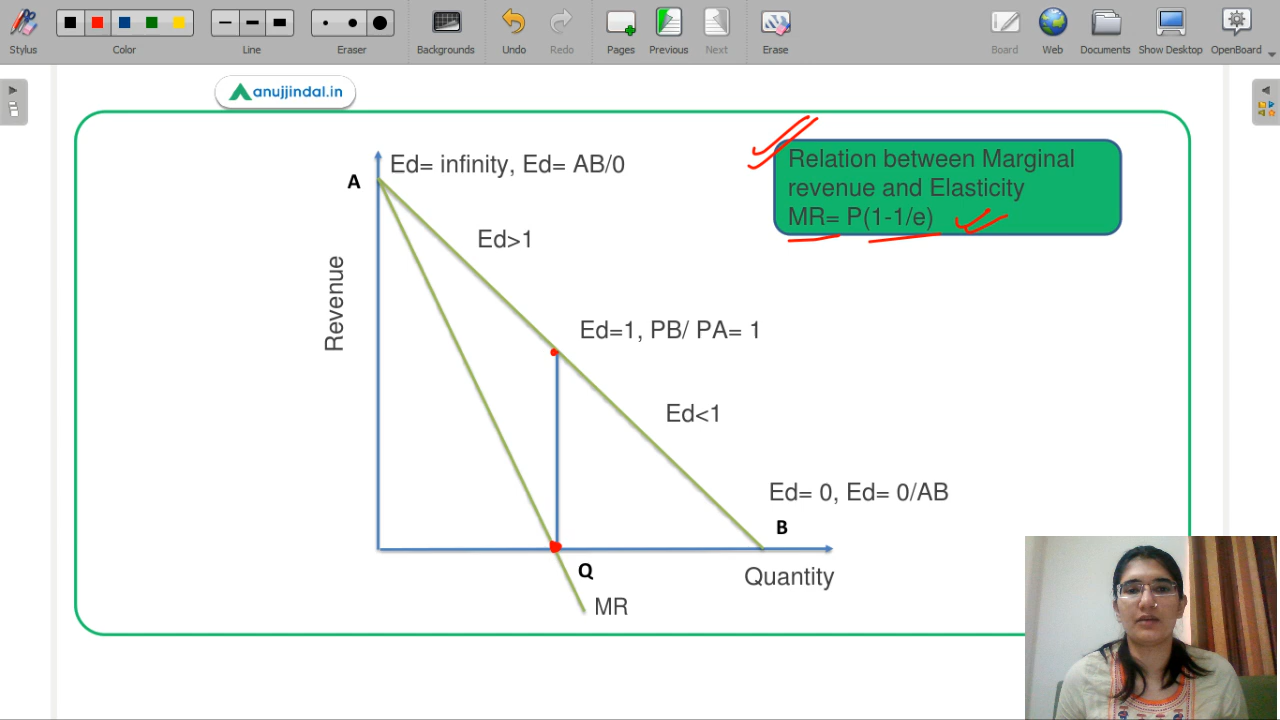 Stylus
Color
Line
Eraser
Backgrounds
Undo
Redo
Pages
Previous
Next
Erase
Board
Web
Documents
Show Desktop
OpenBoard
anujjindal.in
A
Ed= infinity, Ed= AB/0
Relation between Marginal
revenue and Elasticity
MR= P(1-1/e)
Ed>1
Revenue
Ed=1, PB/ PA= 1
Ed<1
Ed= 0, Ed= 0/AB
B
Q
Quantity
MR